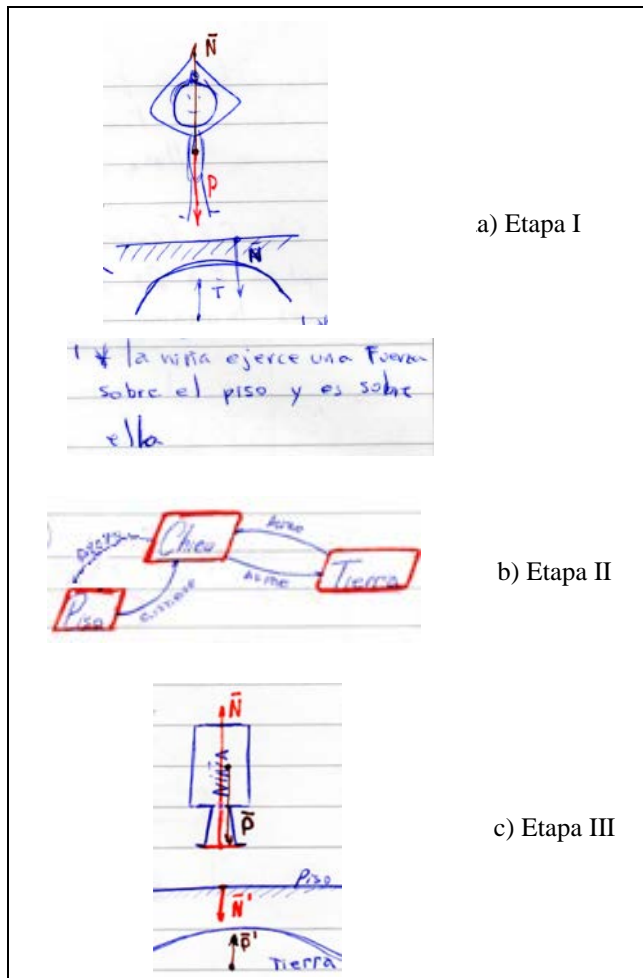 N̄
P
.a) Etapa I
N̄
T
la niña ejerce una Fuerza
sobre el piso y es sobre
ella
Chica
Atrae
Apoya
Atrae
Tierra
b) Etapa II
Piso
N̄
NIÑA
P̄
c) Etapa III
Piso
N̄'
P̄'
Tierra